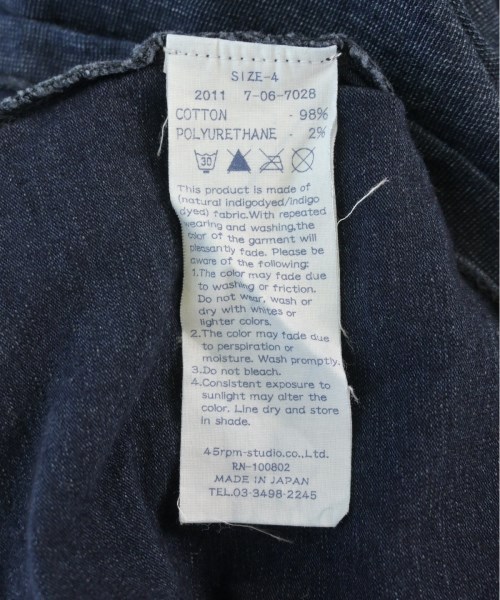 SIZE-4
2011 7-06-7028
COTTON - 98%
POLYURETHANE - 2%
30
This product is made of
(natural indigodyed/indigo
dyed) fabric.With repeated
wearing and washing,the
color of the garment will
pleasantly fade. Please be
aware of the following:
1.The color may fade due
to washing or friction.
Do not wear, wash or
dry with whites or
lighter colors.
2.The color may fade due
to perspiration or
moisture. Wash promptly.
3.Do not bleach.
4.Consistent exposure to
sunlight may alter the
color. Line dry and store
in shade.
45rpm-studio.co.,Ltd.
RN-100802
MADE IN JAPAN
TEL.03-3498-2245